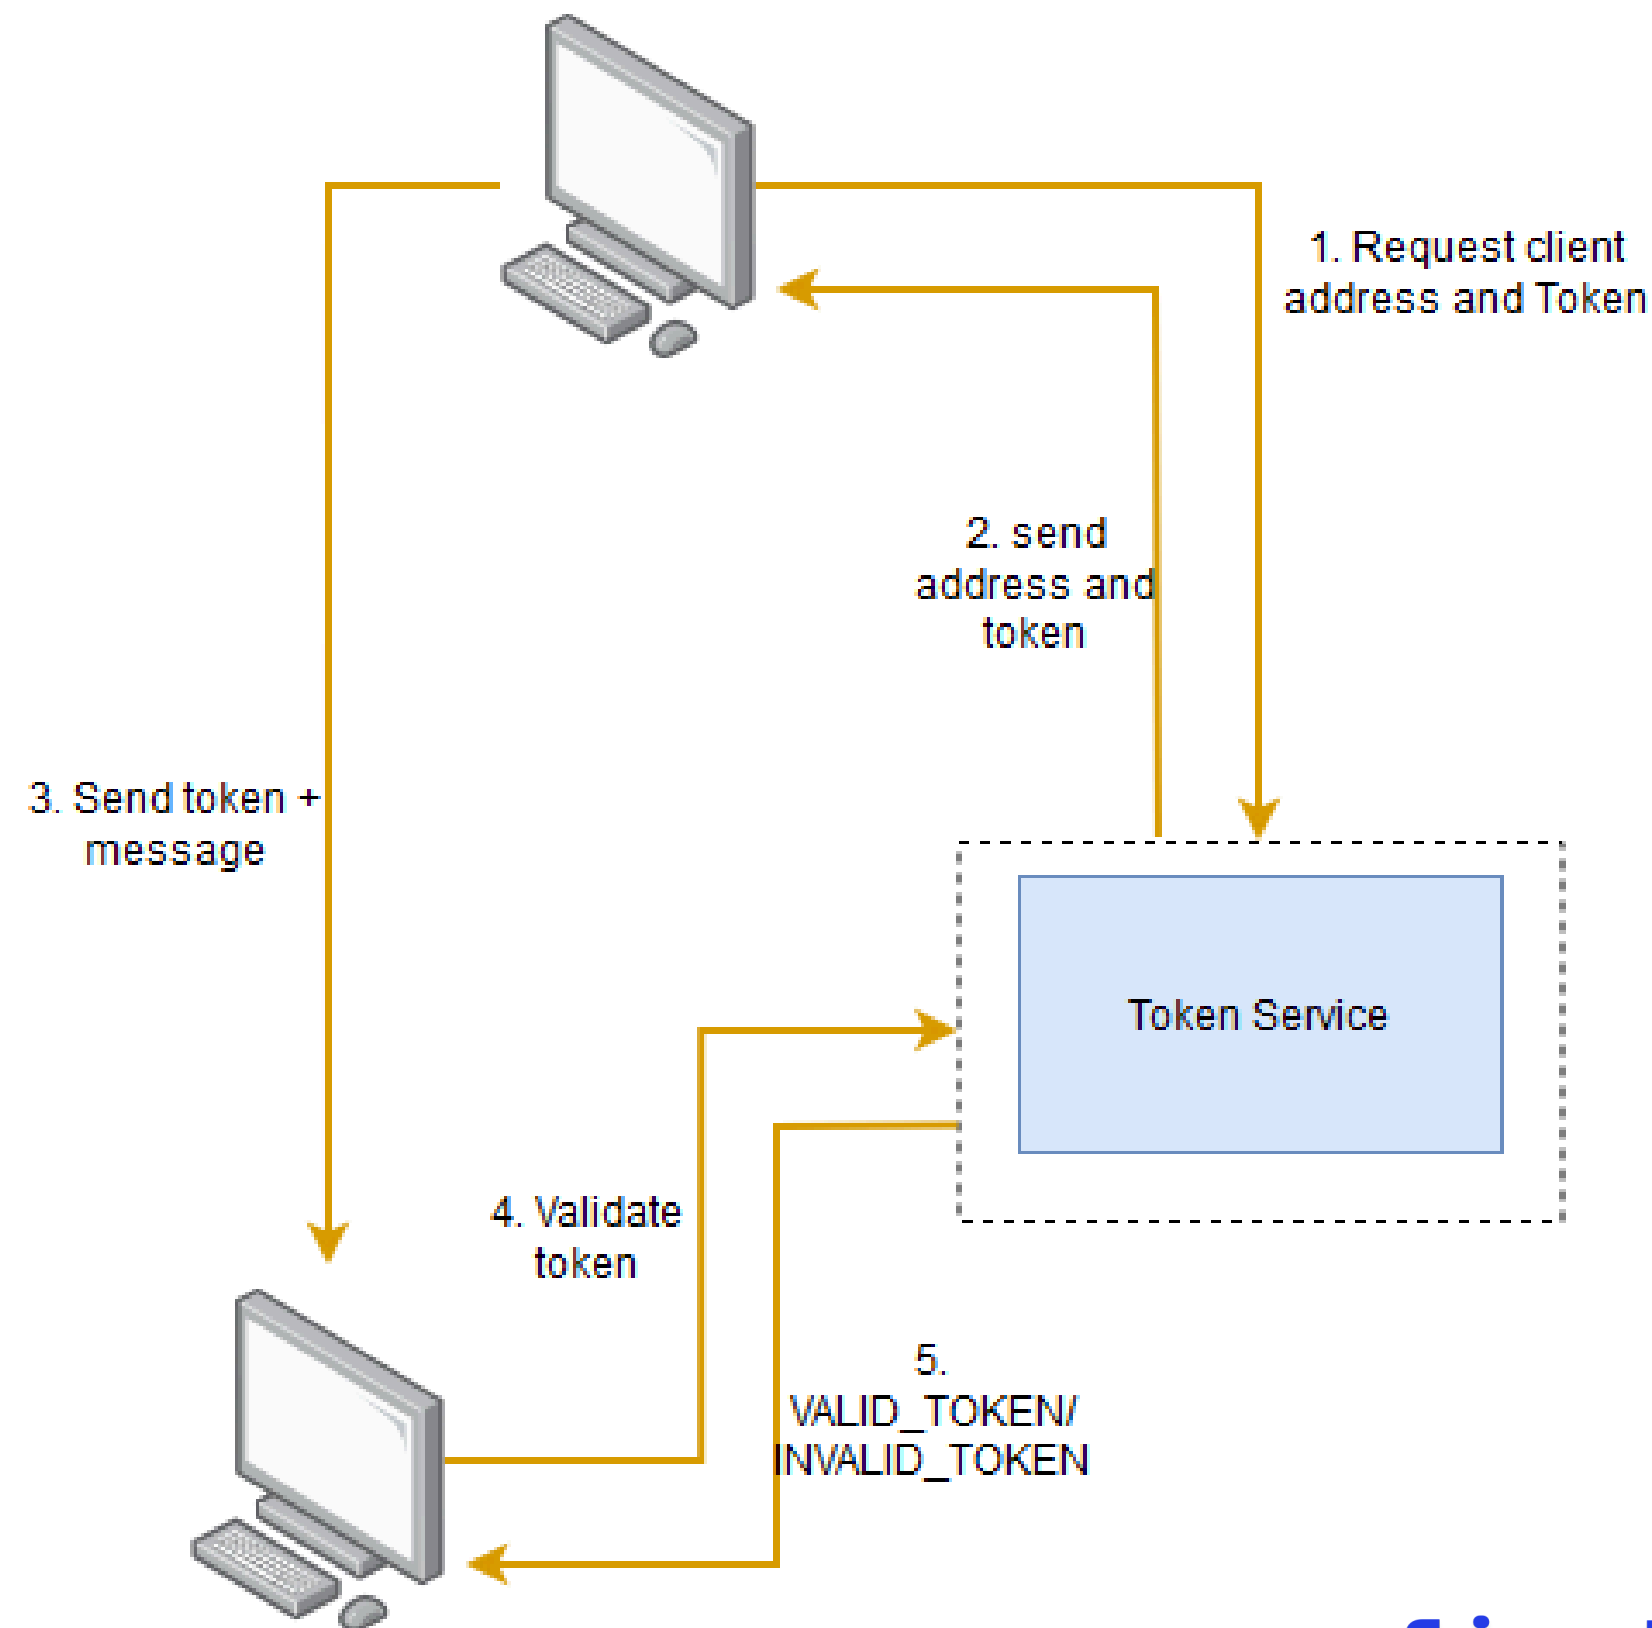 1. Request client
address and Token
2. send
address and
token
3. Send token +
message
Token Service
4. Validate
token
5.
VALID_TOKEN/
INVALID_TOKEN